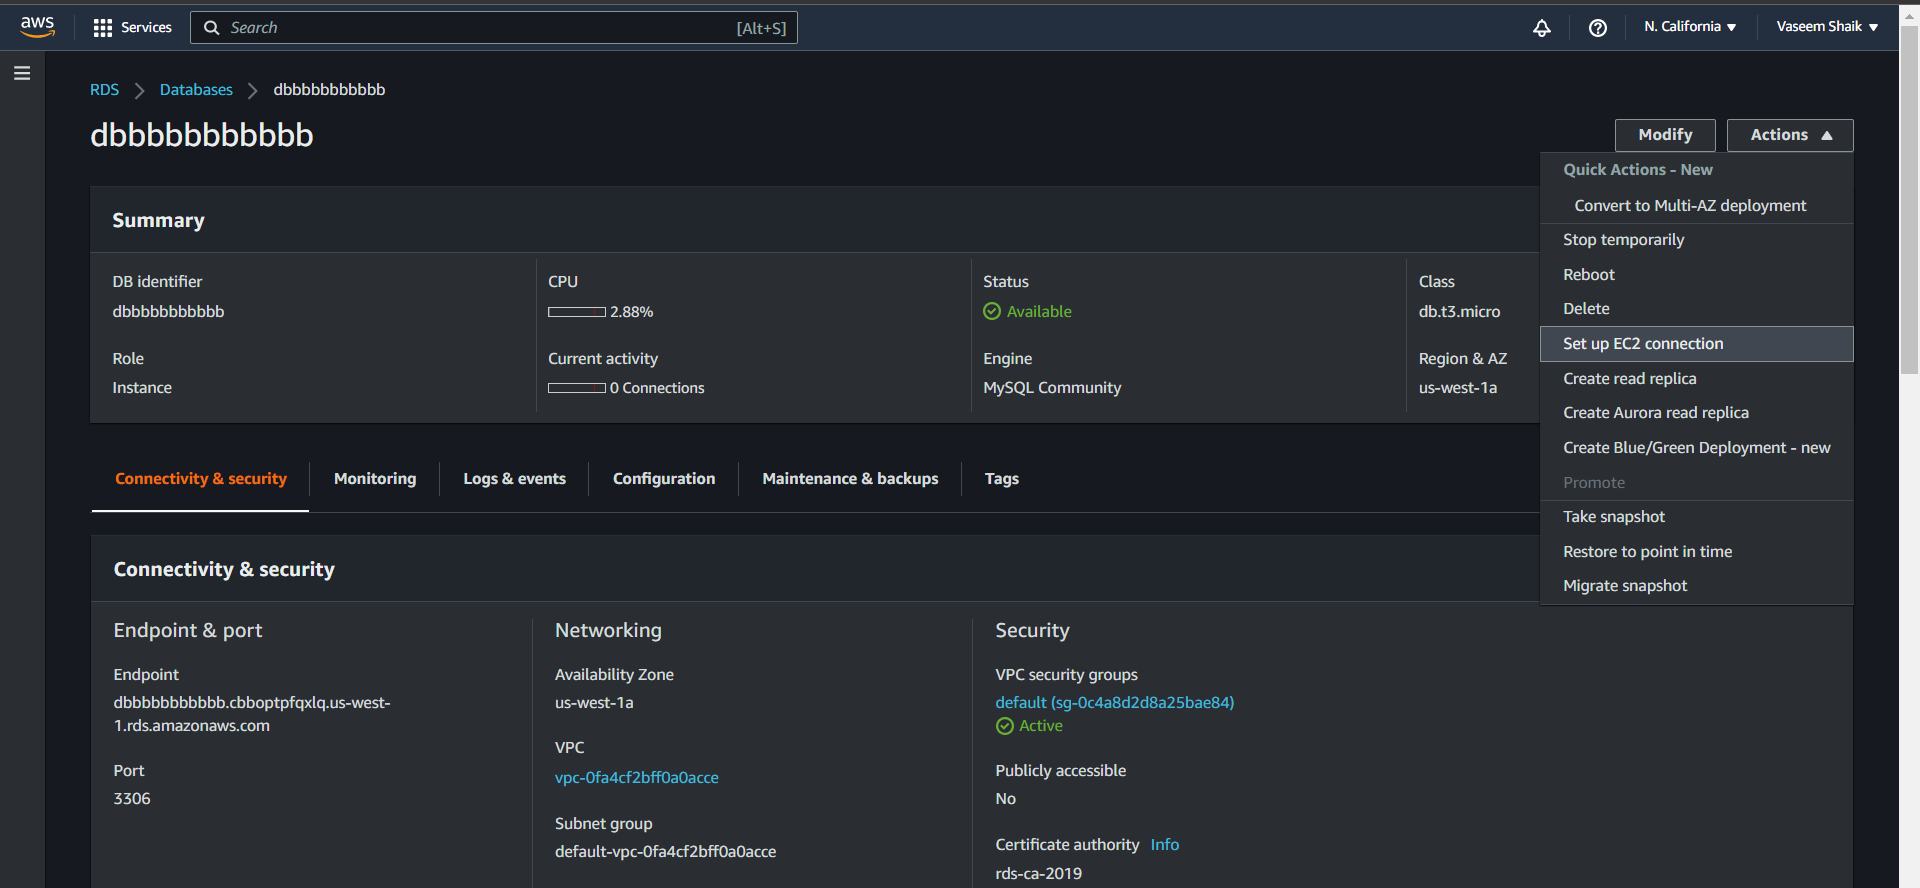 aws
Services
Search
[Alt+S]
N. California
Vaseem Shaik
RDS
Databases
dbbbbbbbbbbb
dbbbbbbbbbbb
Modify
Actions
Quick Actions - New
Convert to Multi-AZ deployment
Stop temporarily
Reboot
Delete
Set up EC2 connection
Create read replica
Create Aurora read replica
Create Blue/Green Deployment - new
Promote
Take snapshot
Restore to point in time
Migrate snapshot
Summary
DB identifier
dbbbbbbbbbbb
CPU
2.88%
Status
Available
Class
db.t3.micro
Role
Instance
Current activity
0 Connections
Engine
MySQL Community
Region & AZ
us-west-1a
Connectivity & security
Monitoring
Logs & events
Configuration
Maintenance & backups
Tags
Connectivity & security
Endpoint & port
Endpoint
dbbbbbbbbbbb.cbboptpfqxlq.us-west-
1.rds.amazonaws.com
Port
3306
Networking
Availability Zone
us-west-1a
VPC
vpc-0fa4cf2bff0a0acce
Subnet group
default-vpc-0fa4cf2bff0a0acce
Security
VPC security groups
default (sg-0c4a8d2d8a25bae84)
Active
Publicly accessible
No
Certificate authority Info
rds-ca-2019